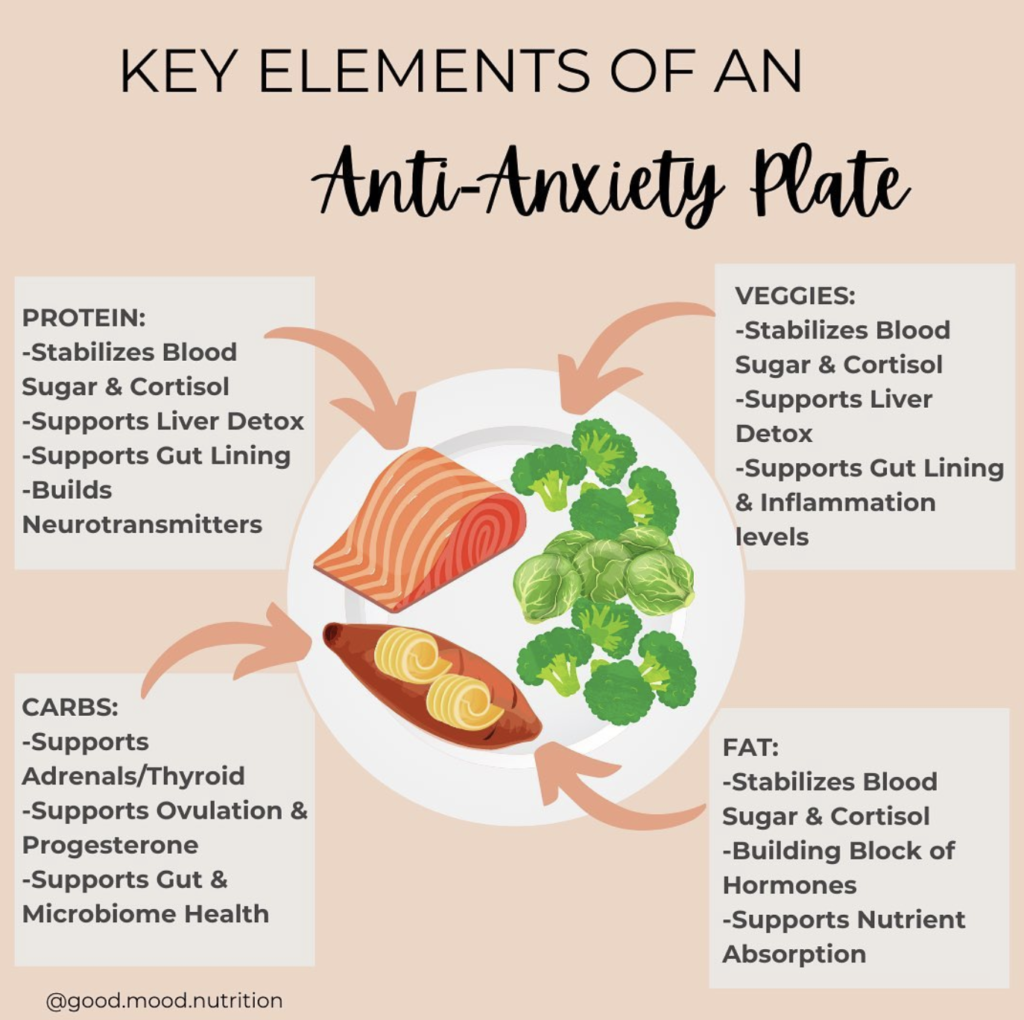 KEY ELEMENTS OF AN
Anti-Anxiety Plate
PROTEIN:
-Stabilizes Blood
Sugar & Cortisol
-Supports Liver Detox
-Supports Gut Lining
-Builds
Neurotransmitters
VEGGIES:
-Stabilizes Blood
Sugar & Cortisol
-Supports Liver
Detox
-Supports Gut Lining
& Inflammation
levels
CARBS:
-Supports
Adrenals/Thyroid
-Supports Ovulation &
Progesterone
-Supports Gut &
Microbiome Health
FAT:
-Stabilizes Blood
Sugar & Cortisol
-Building Block of
Hormones
-Supports Nutrient
Absorption
@good.mood.nutrition